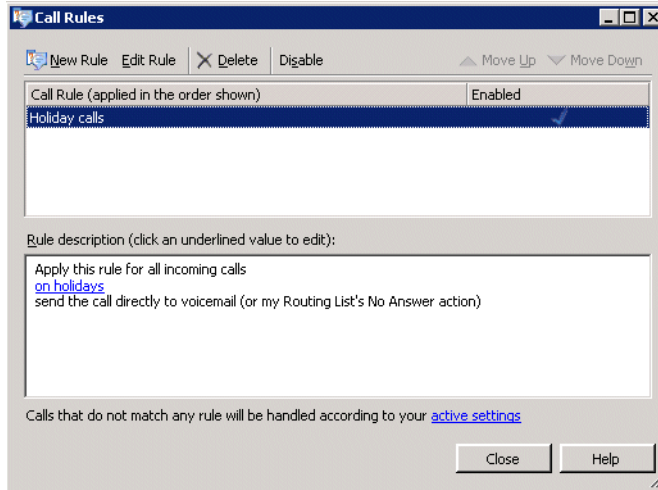 Call Rules
New Rule Edit Rule Delete Disable Move Up Move Down
Call Rule (applied in the order shown) Enabled
Holiday calls
Rule description (click an underlined value to edit):
Apply this rule for all incoming calls
on holidays
send the call directly to voicemail (or my Routing List's No Answer action)
Calls that do not match any rule will be handled according to your active settings
Close Help